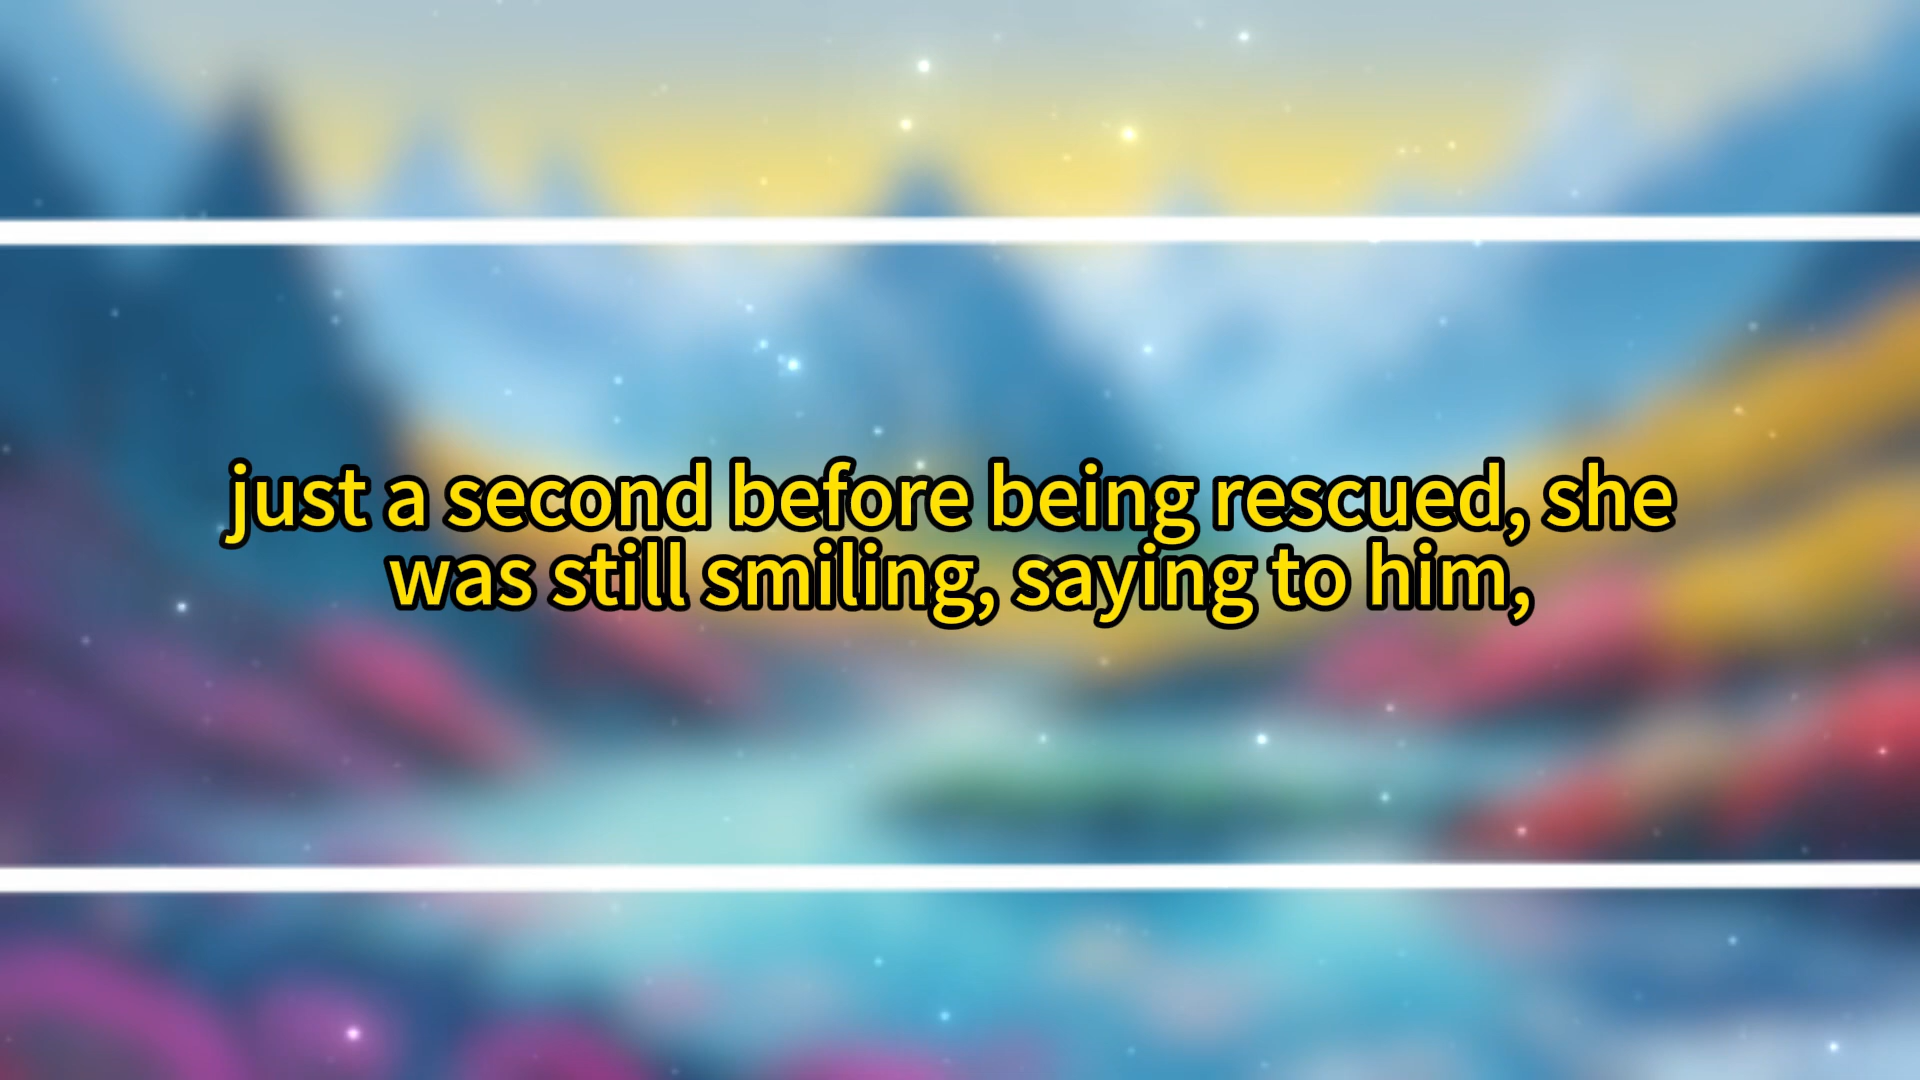 just a second before being rescued, she
was still smiling, saying to him,